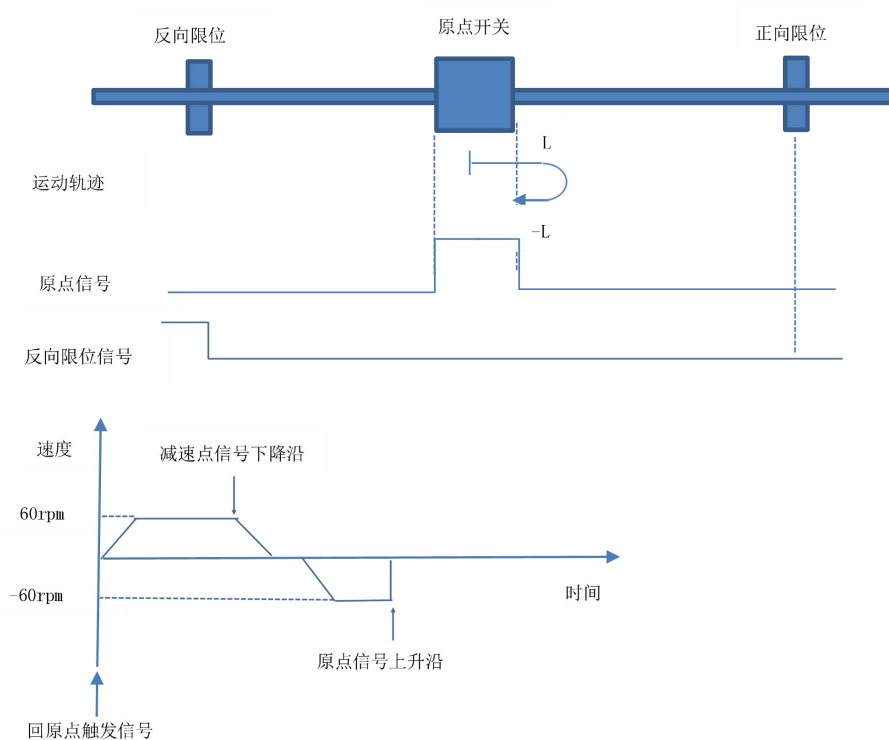 反向限位
原点开关
正向限位
L
运动轨迹
-L
原点信号
反向限位信号
速度
减速点信号下降沿
60rpm
-60rpm
时间
原点信号上升沿
回原点触发信号